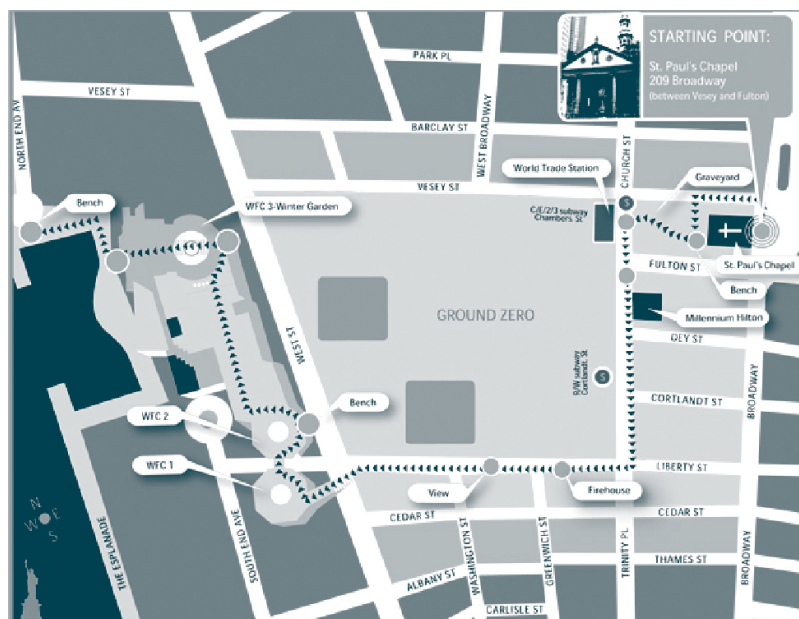 STARTING POINT:
St. Paul's Chapel
209 Broadway
(between Vesey and Fulton)
PARK PL
VESEY ST
NORTH END AV
BARCLAY ST
WEST BROADWAY
CHURCH ST
World Trade Station
Graveyard
VESEY ST
Bench
WFC 3-Winter Garden
C/E/2/3 subway
Chambers St
FULTON ST
St. Paul's Chapel
Bench
GROUND ZERO
Millennium Hilton
DEY ST
WEST ST
R/W subway
Cortlandt. St
S
S
BROADWAY
CORTLANDT ST
Bench
WFC 2
WFC 1
LIBERTY ST
View
Firehouse
CEDAR ST
CEDAR ST
N
W E
S
THE ESPLANADE
SOUTH END AVE
WASHINGTON ST
GREENWICH ST
TRINITY PL
BROADWAY
THAMES ST
ALBANY ST
CARLISLE ST